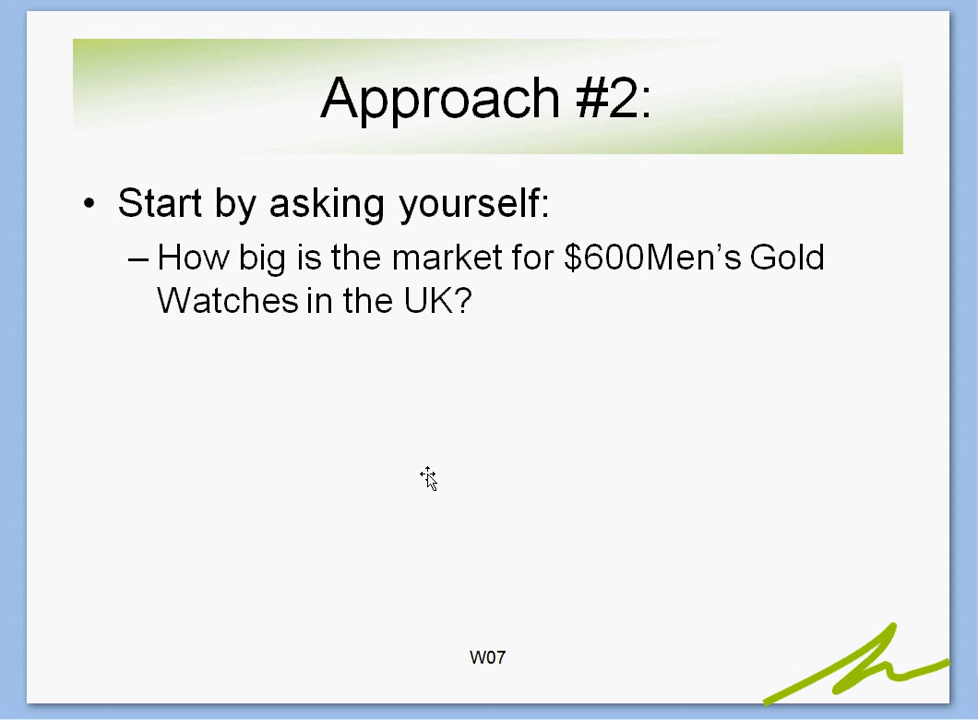 Approach #2:
• Start by asking yourself:
– How big is the market for $600Men's Gold
Watches in the UK?
W07